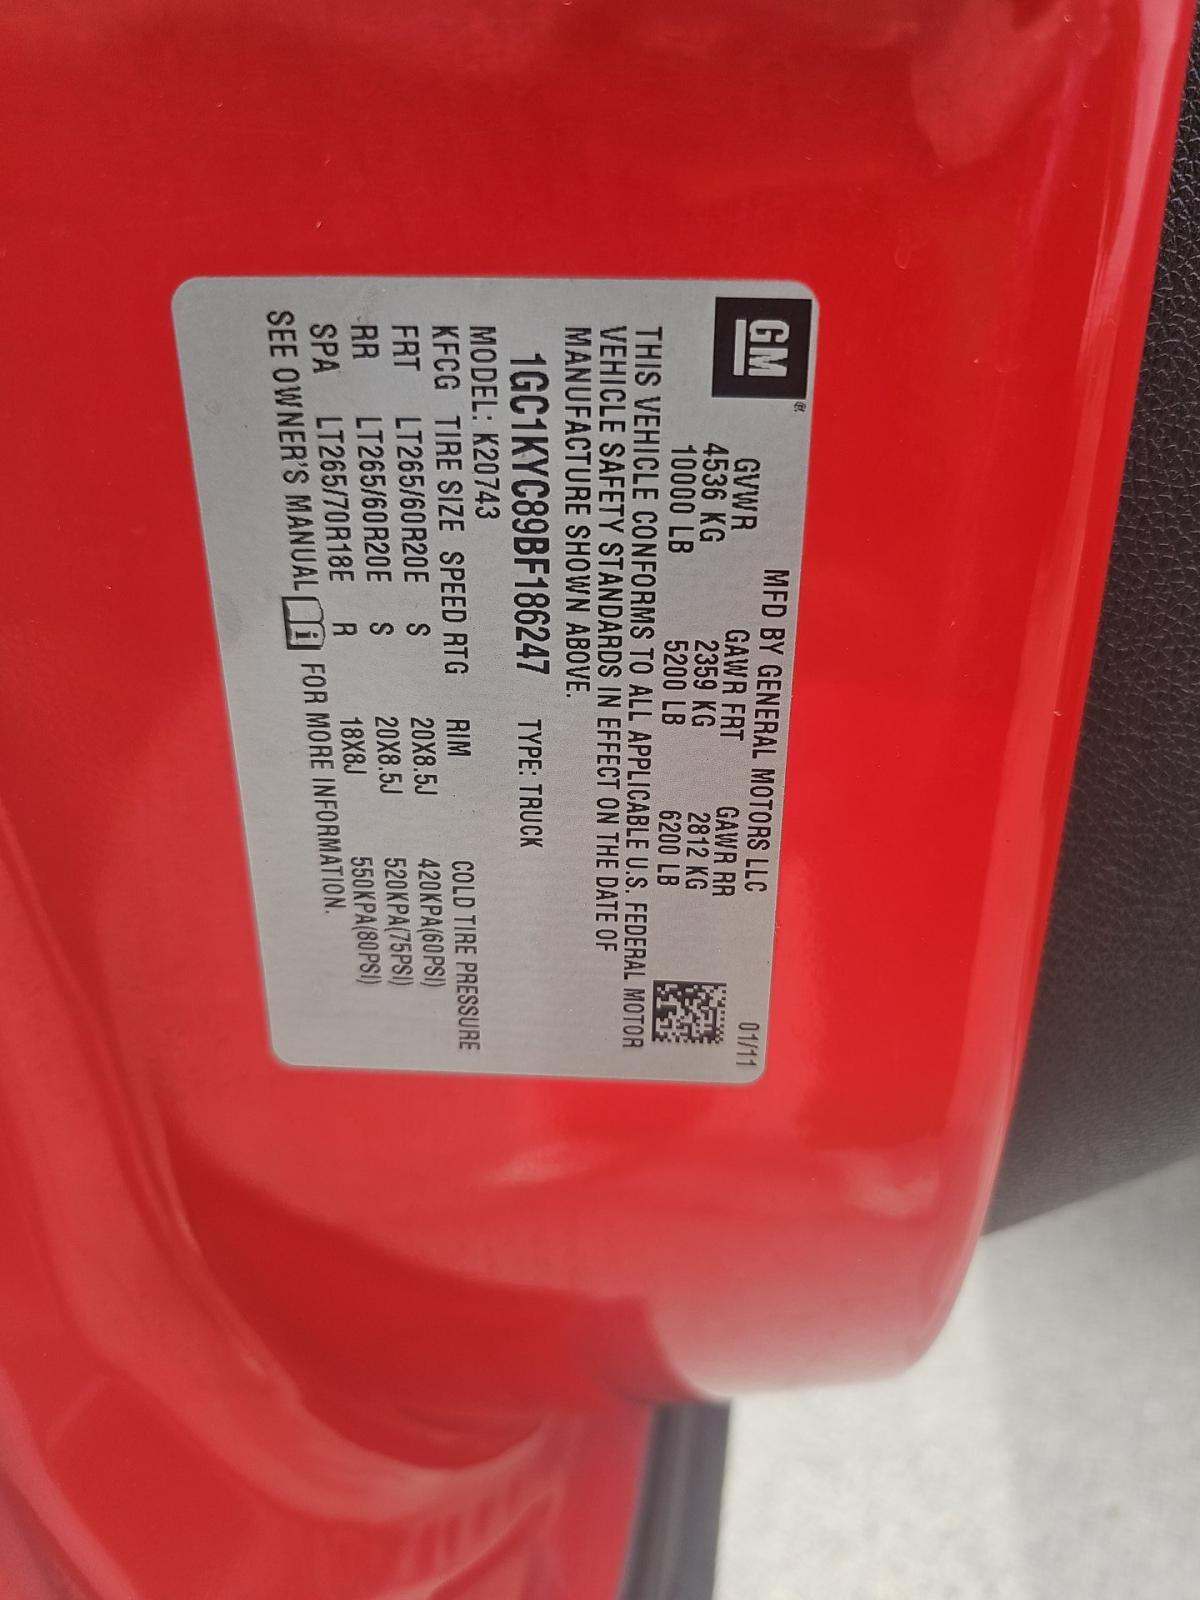 GM®
MFD BY GENERAL MOTORS LLC 01/11
GVWR GAWR FRT GAWR RR
4536 KG 2359 KG 2812 KG
10000 LB 5200 LB 6200 LB
THIS VEHICLE CONFORMS TO ALL APPLICABLE U.S. FEDERAL MOTOR
VEHICLE SAFETY STANDARDS IN EFFECT ON THE DATE OF
MANUFACTURE SHOWN ABOVE.
1GC1KYC89BF186247 TYPE: TRUCK
MODEL: K20743
KFCG TIRE SIZE SPEED RTG RIM COLD TIRE PRESSURE
FRT LT265/60R20E S 20X8.5J 420KPA(60PSI)
RR LT265/60R20E S 20X8.5J 520KPA(75PSI)
SPA LT265/70R18E R 18X8J 550KPA(80PSI)
SEE OWNER'S MANUAL i FOR MORE INFORMATION.